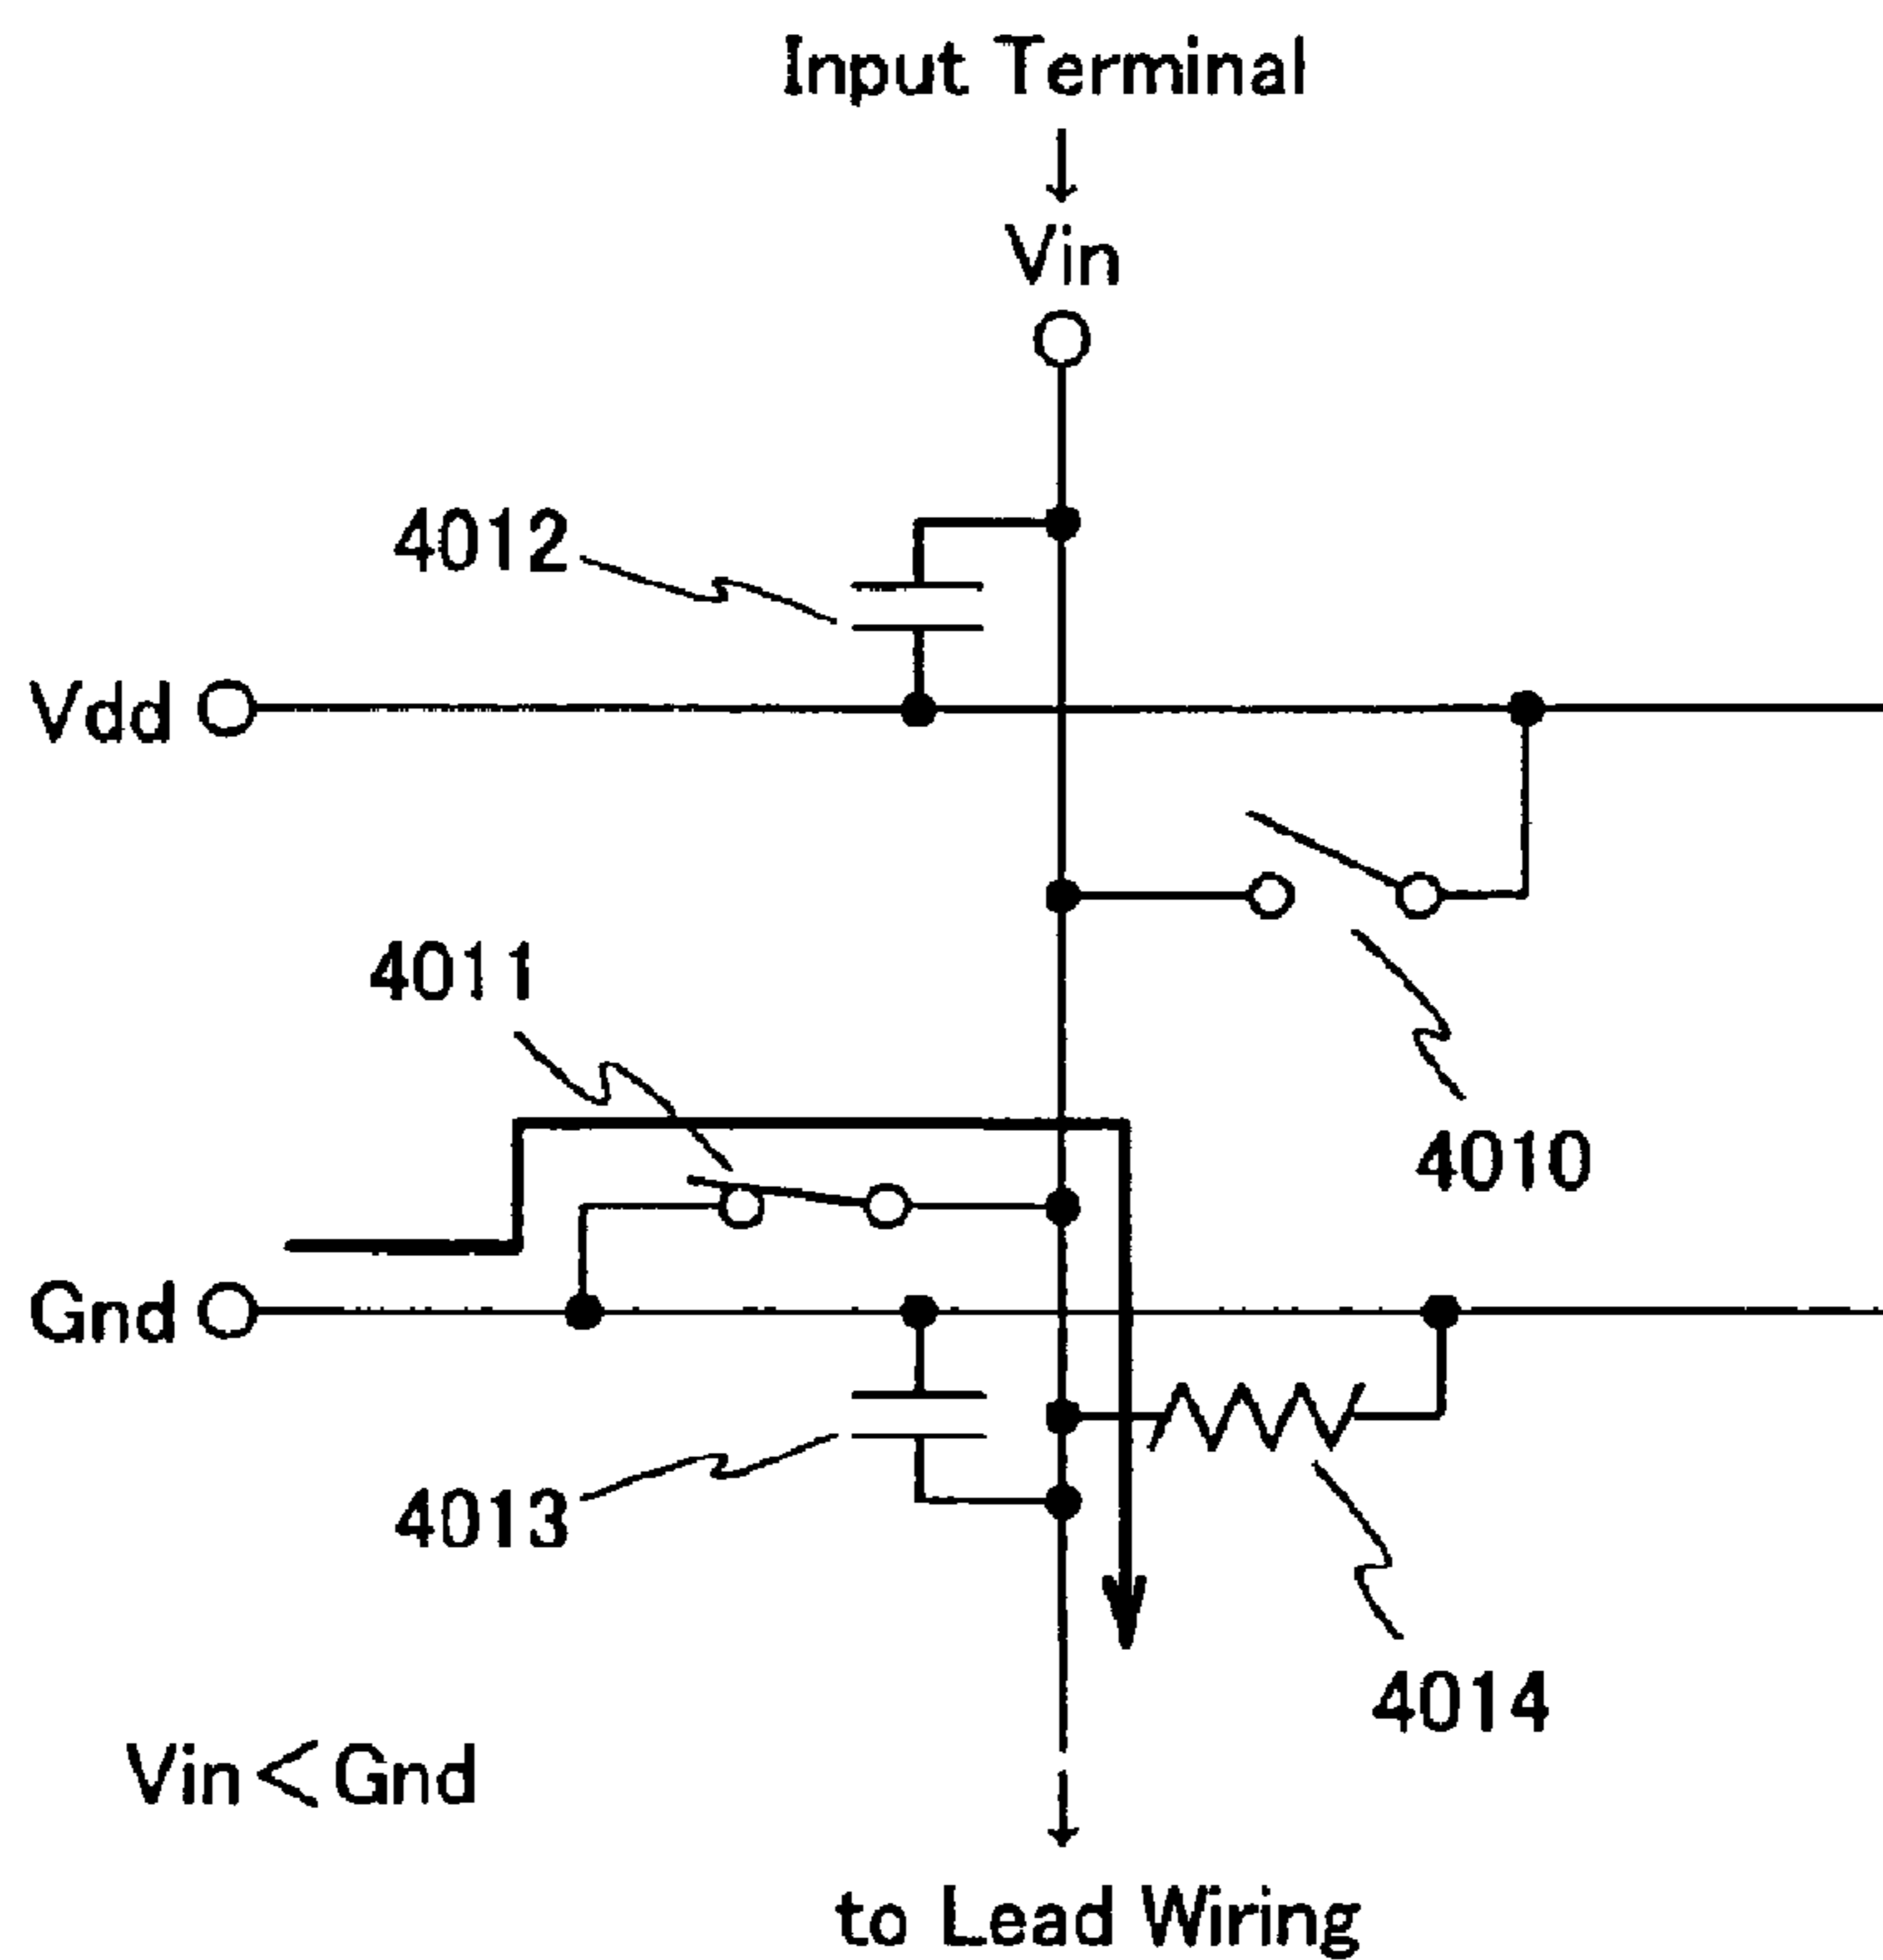 Input Terminal
Vin
4012
Vdd
4011
4010
Gnd
4013
4014
Vin<Gnd
to Lead Wiring